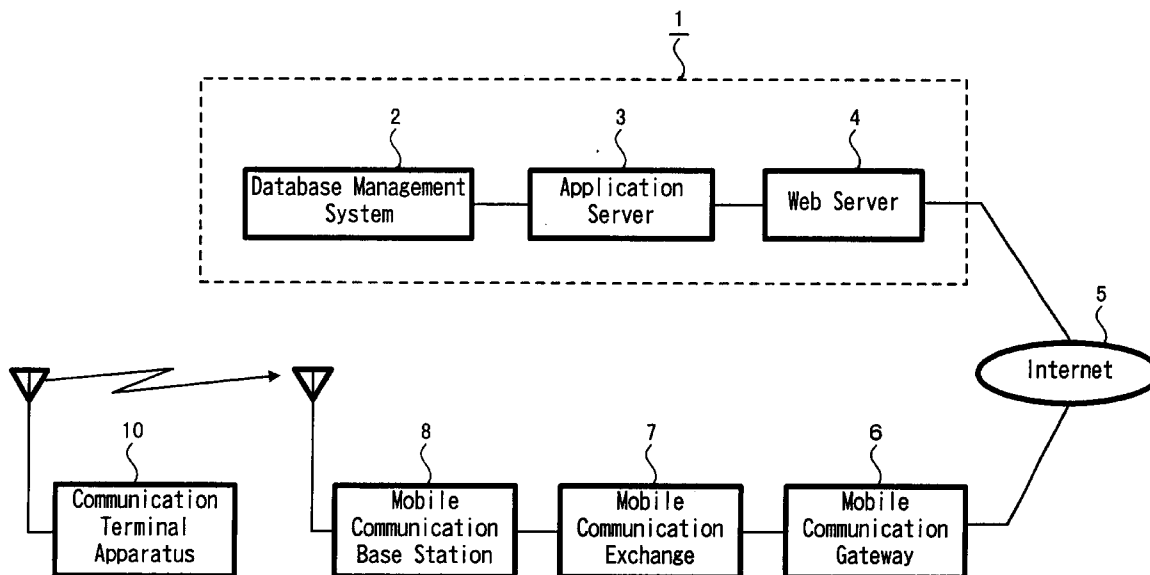 1
2
3
4
Database Management
System
Application
Server
Web Server
5
Internet
10
8
7
6
Communication
Terminal
Apparatus
Mobile
Communication
Base Station
Mobile
Communication
Exchange
Mobile
Communication
Gateway